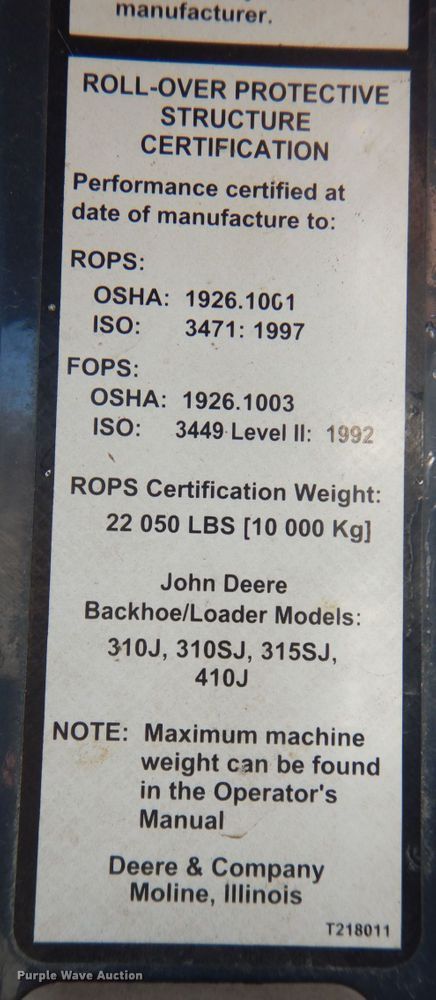 manufacturer.
ROLL-OVER PROTECTIVE
STRUCTURE
CERTIFICATION
Performance certified at
date of manufacture to:
ROPS:
OSHA: 1926.1001
ISO: 3471: 1997
FOPS:
OSHA: 1926.1003
ISO: 3449 Level II: 1992
ROPS Certification Weight:
22 050 LBS [10 000 Kg]
John Deere
Backhoe/Loader Models:
310J, 310SJ, 315SJ,
410J
NOTE: Maximum machine
weight can be found
in the Operator's
Manual
Deere & Company
Moline, Illinois
T218011
Purple Wave Auction